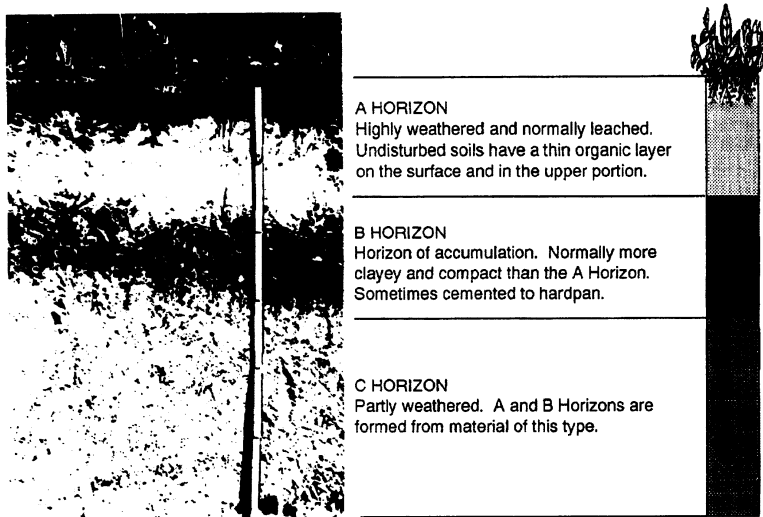 A HORIZON
Highly weathered and normally leached.
Undisturbed soils have a thin organic layer
on the surface and in the upper portion.
B HORIZON
Horizon of accumulation. Normally more
clayey and compact than the A Horizon.
Sometimes cemented to hardpan.
C HORIZON
Partly weathered. A and B Horizons are
formed from material of this type.